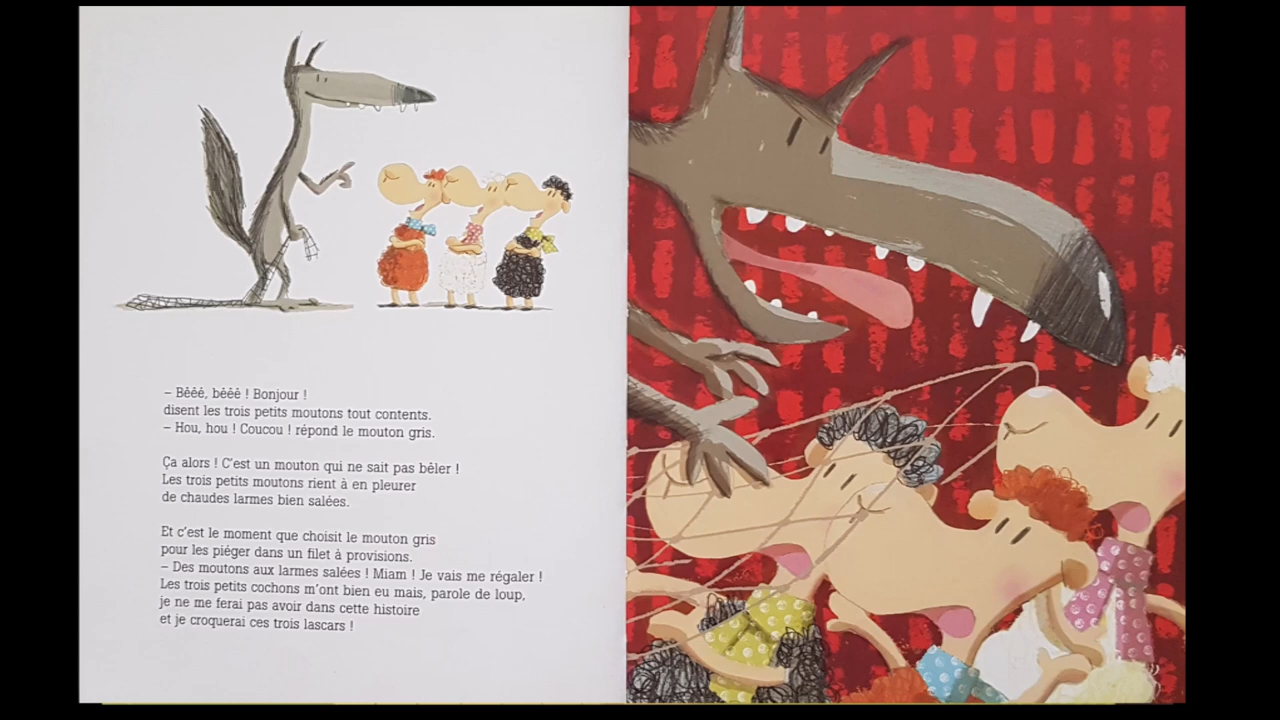 – Bêêê, bêêê ! Bonjour !
disent les trois petits moutons tout contents.
– Hou, hou ! Coucou ! répond le mouton gris.
Ça alors ! C'est un mouton qui ne sait pas bêler !
Les trois petits moutons rient à en pleurer
de chaudes larmes bien salées.
Et c'est le moment que choisit le mouton gris
pour les piéger dans un filet à provisions.
– Des moutons aux larmes salées ! Miam ! Je vais me régaler !
Les trois petits cochons m'ont bien eu mais, parole de loup,
je ne me ferai pas avoir dans cette histoire
et je croquerai ces trois lascars !